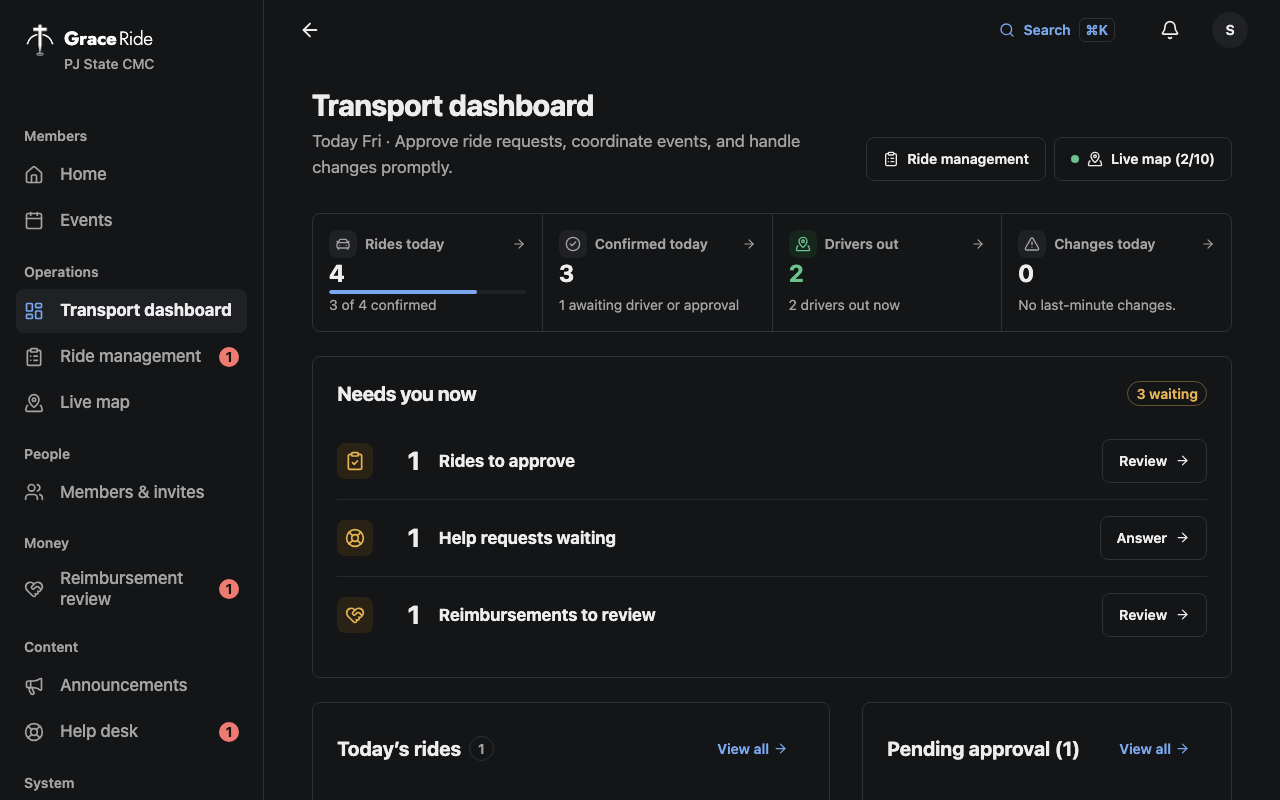 GraceRide
PJ State CMC
Members
Home
Events
Operations
Transport dashboard
Ride management 1
Live map
People
Members & invites
Money
Reimbursement
review 1
Content
Announcements
Help desk 1
System
Search ⌘K
S
Transport dashboard
Today Fri · Approve ride requests, coordinate events, and handle
changes promptly.
Ride management
Live map (2/10)
Rides today
4
3 of 4 confirmed
Confirmed today
3
1 awaiting driver or approval
Drivers out
2
2 drivers out now
Changes today
0
No last-minute changes.
Needs you now
3 waiting
1 Rides to approve
Review
1 Help requests waiting
Answer
1 Reimbursements to review
Review
Today’s rides 1
View all
Pending approval (1)
View all